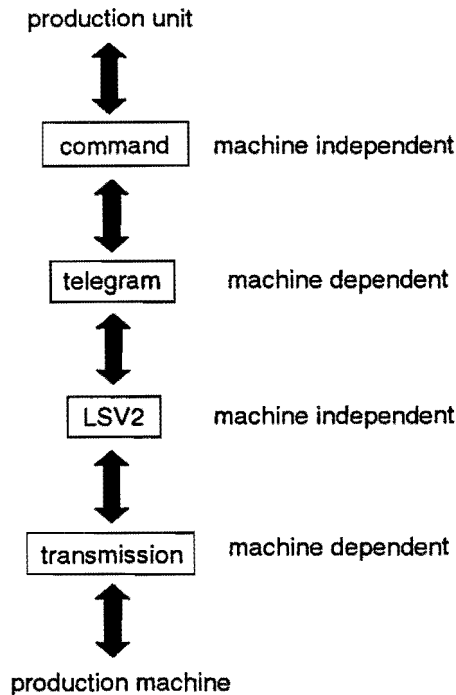 production unit
command machine independent
telegram machine dependent
LSV2 machine independent
transmission machine dependent
production machine